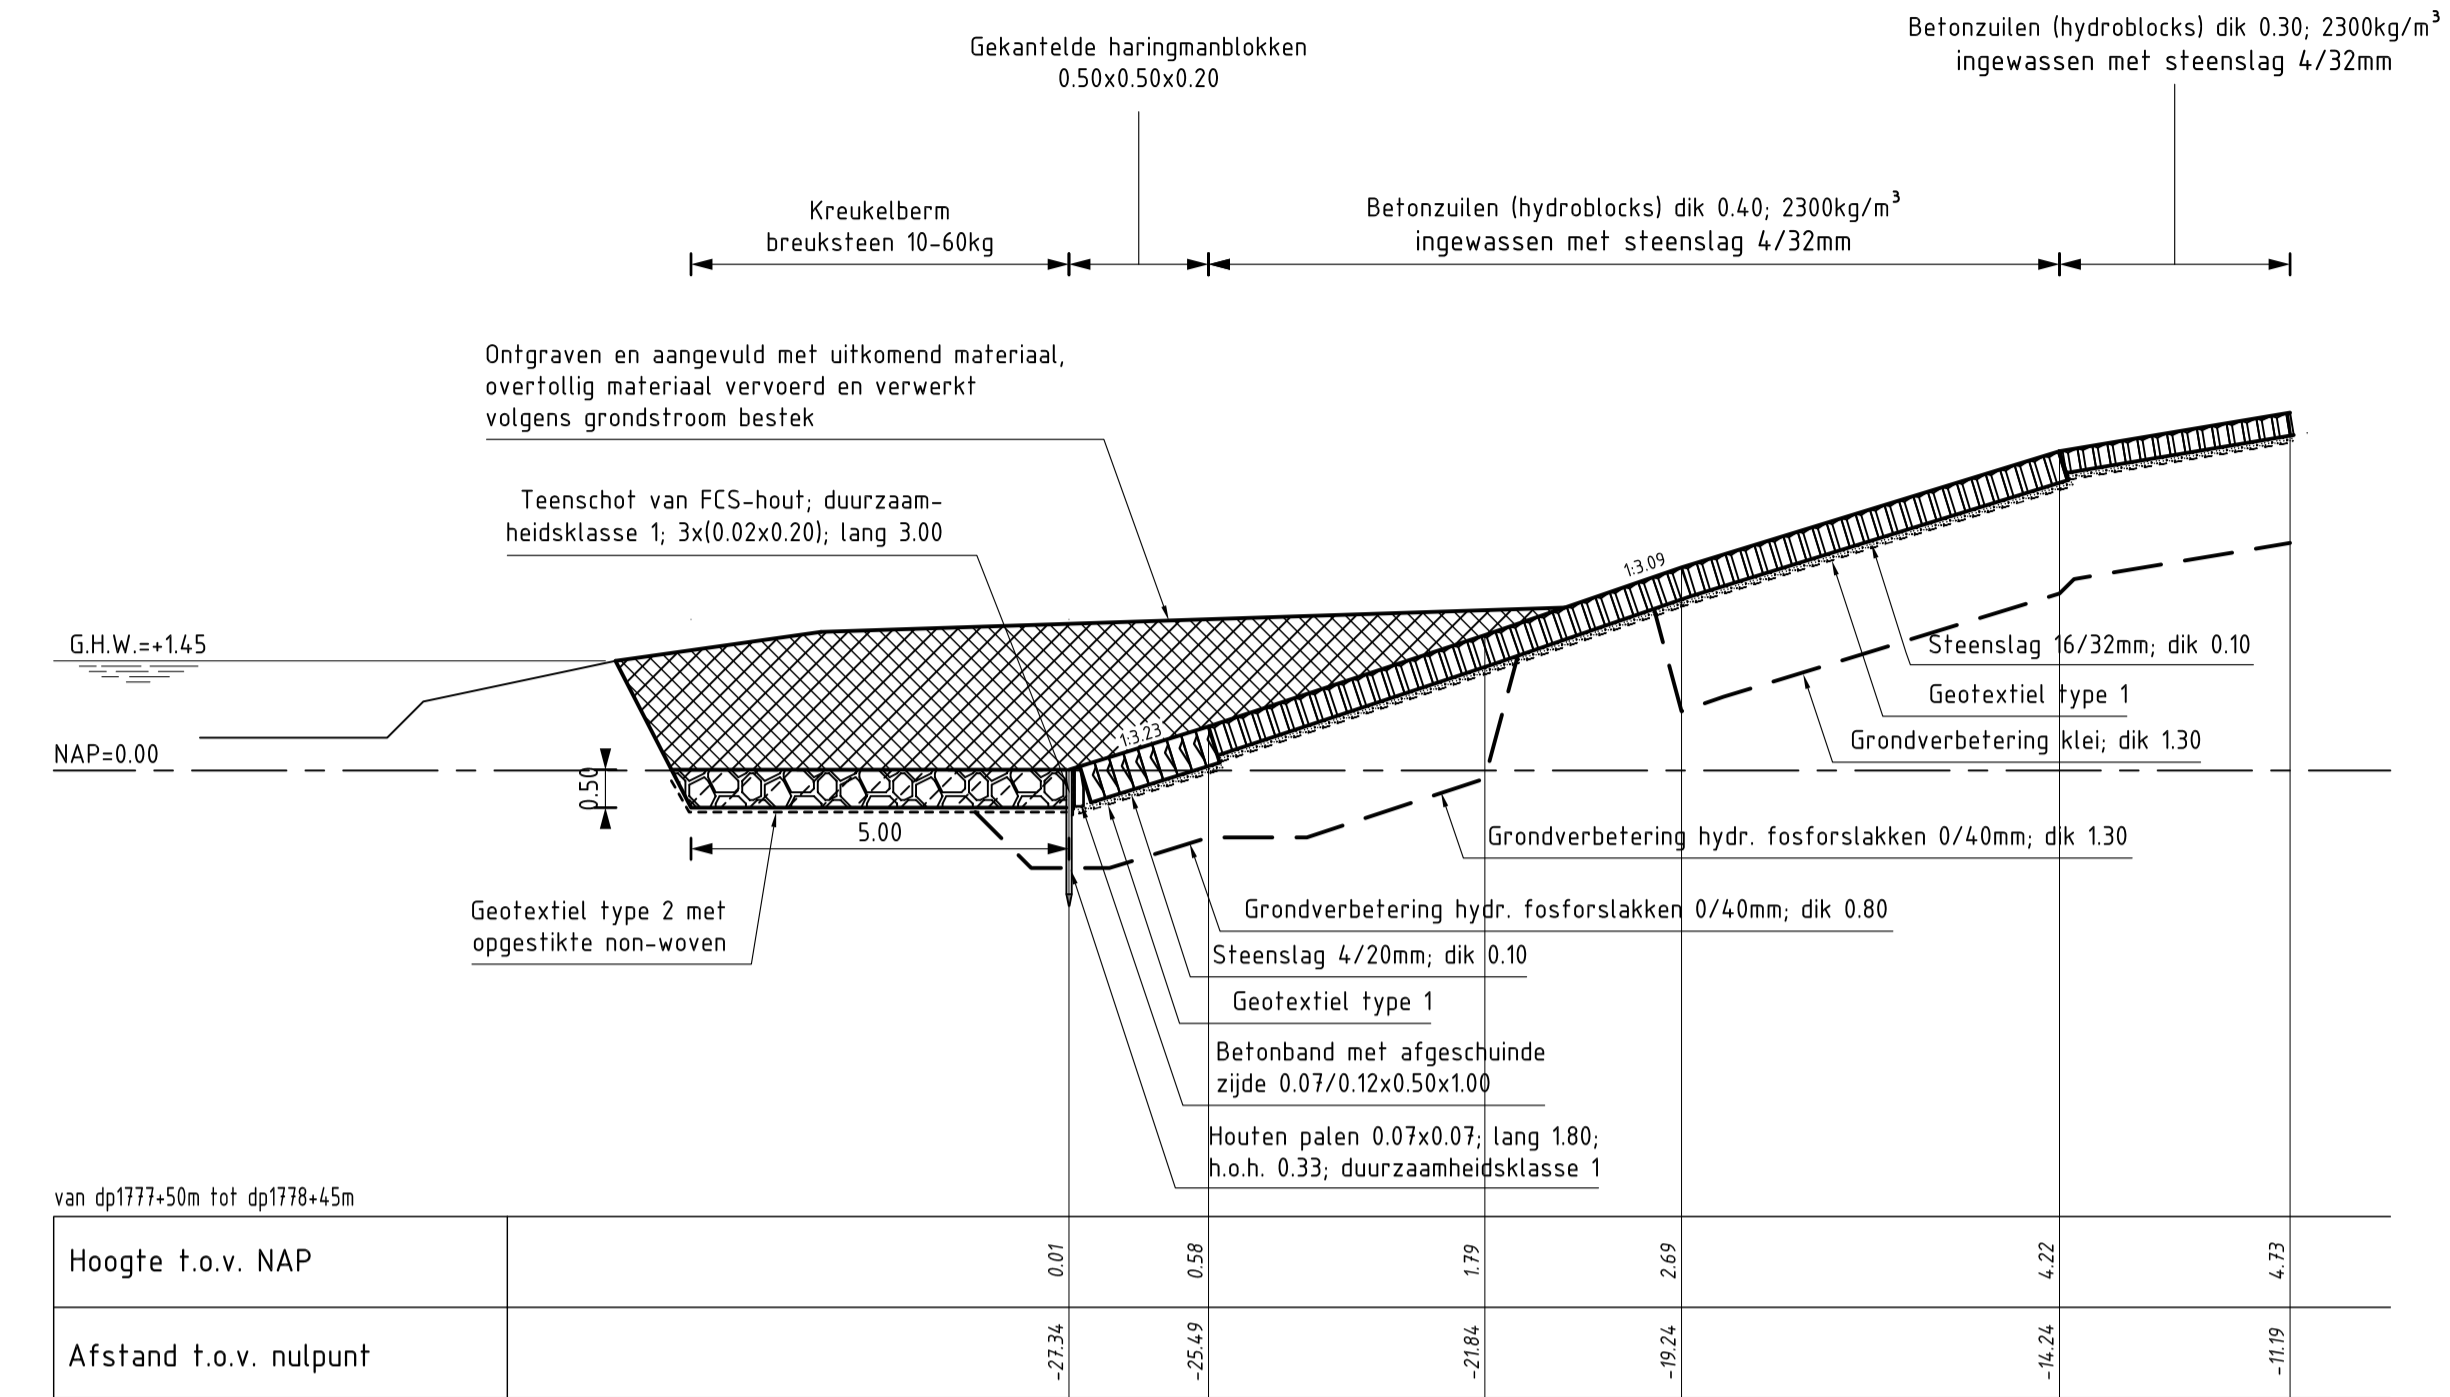 Betonzuilen (hydroblocks) dik 0.30; 2300kg/m³
ingewassen met steenslag 4/32mm
Gekantelde haringmanblokken
0.50x0.50x0.20
Kreukelberm
breuksteen 10-60kg
Betonzuilen (hydroblocks) dik 0.40; 2300kg/m³
ingewassen met steenslag 4/32mm
Ontgraven en aangevuld met uitkomend materiaal,
overtollig materiaal vervoerd en verwerkt
volgens grondstroom bestek
Teenschot van FCS-hout; duurzaam-
heidsklasse 1; 3x(0.02x0.20); lang 3.00
1:3.09
G.H.W.=+1.45
Steenslag 16/32mm; dik 0.10
Geotextiel type 1
1:3.23
Grondverbetering klei; dik 1.30
NAP=0.00
0.50
5.00
Grondverbetering hydr. fosforslakken 0/40mm; dik 1.30
Geotextiel type 2 met
opgestikte non-woven
Grondverbetering hydr. fosforslakken 0/40mm; dik 0.80
Steenslag 4/20mm; dik 0.10
Geotextiel type 1
Betonband met afgeschuinde
zijde 0.07/0.12x0.50x1.00
Houten palen 0.07x0.07; lang 1.80;
h.o.h. 0.33; duurzaamheidsklasse 1
van dp1777+50m tot dp1778+45m
Hoogte t.o.v. NAP 0.01 0.58 1.79 2.69 4.22 4.73
Afstand t.o.v. nulpunt -27.34 -25.49 -21.84 -19.24 -14.24 -11.19